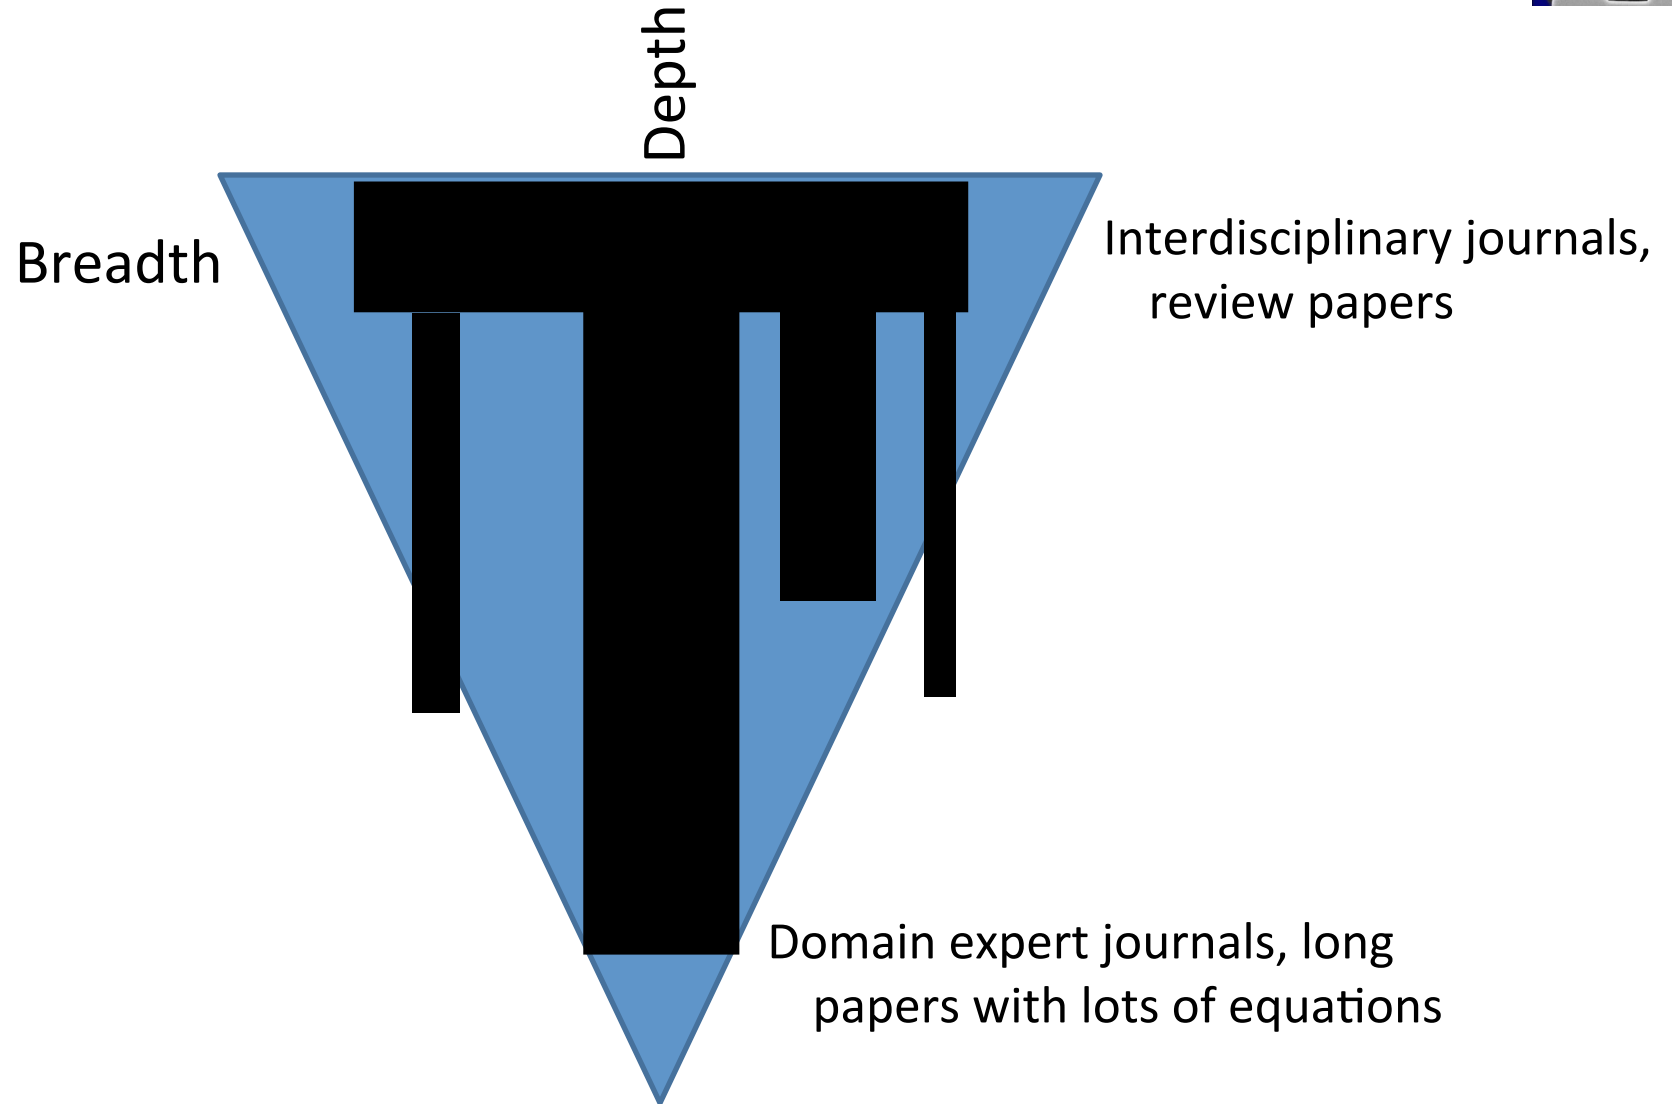 Depth
Breadth
Interdisciplinary journals,
review papers
Domain expert journals, long
papers with lots of equations